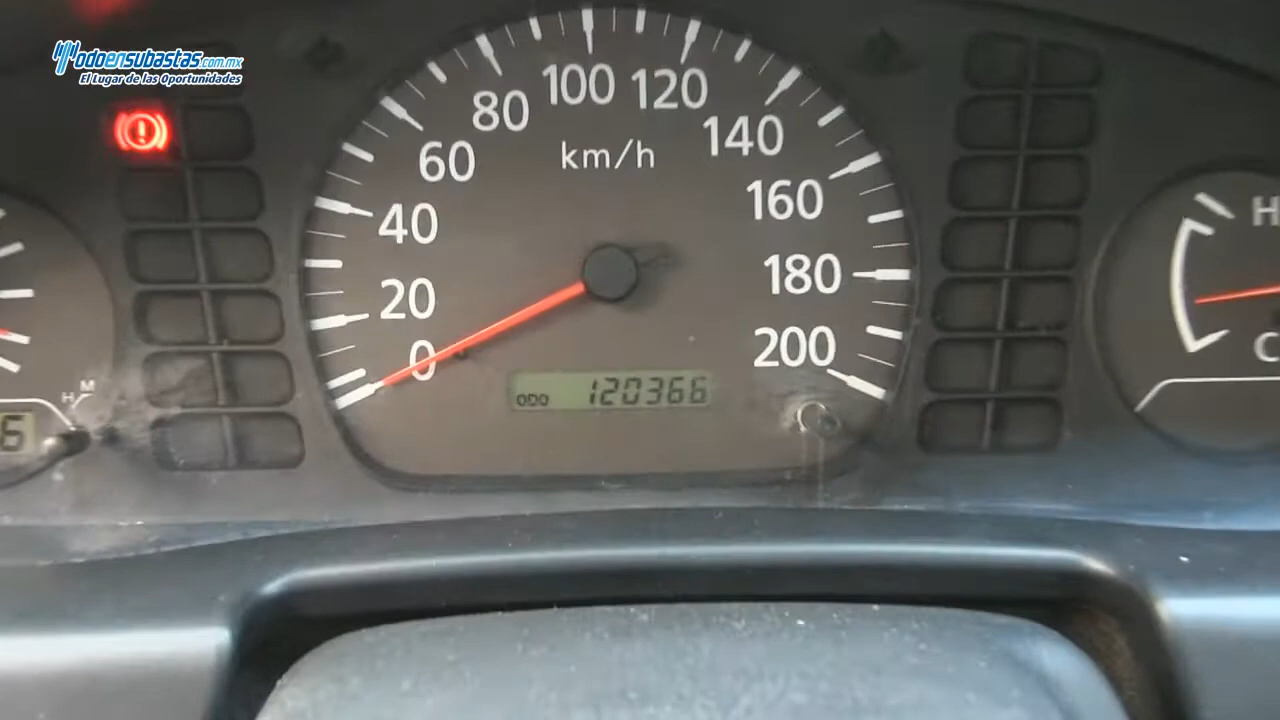 Todoensubastas.com.mx
El Lugar de las Oportunidades
0
20
40
60
80
100
120
140
160
180
200
km/h
ODO 120366
H M
6
H
C